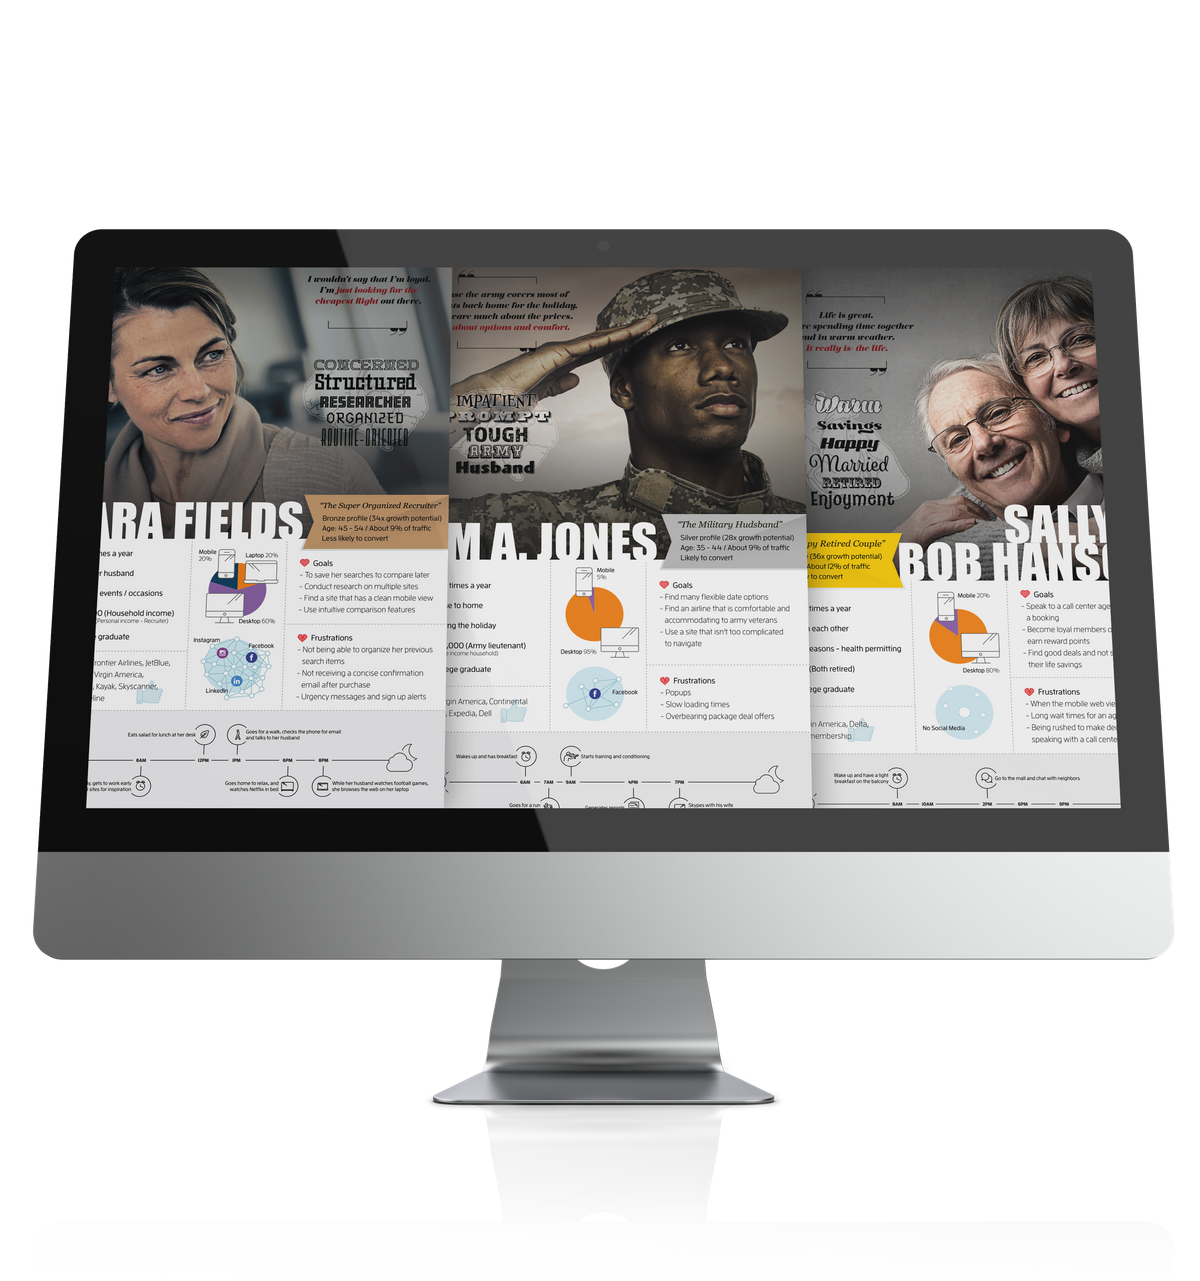 I wouldn't say that I'm loyal.
I'm just looking for the
cheapest flight out there.
CONCERNED
Structured
RESEARCHER
ORGANIZED
ROUTINE-ORIENTED
ARA FIELDS
"The Super Organized Recruiter"
Bronze profile (34x growth potential)
Age: 45 - 54 / About 9% of traffic
Less likely to convert
mes a year
r husband
events / occasions
00 (Household income)
Personal income - Recruiter)
graduate
rontier Airlines, JetBlue,
Virgin America,
, Kayak, Skyscanner,
line
Mobile
20%
Laptop 20%
Desktop 60%
Instagram
Facebook
LinkedIn
Goals
- To save her searches to compare later
- Conduct research on multiple sites
- Find a site that has a clean mobile view
- Use intuitive comparison features
Frustrations
- Not being able to organize her previous
search items
- Not receiving a concise confirmation
email after purchase
- Urgency messages and sign up alerts
Eats salad for lunch at her desk
Goes for a walk, checks the phone for email
and talks to her husband
6AM 12PM 1PM 6PM 8PM
, gets to work early
sites for inspiration
Goes home to relax, and
watches Netflix in bed
While her husband watches football games,
she browses the web on her laptop
use the army covers most of
ts back home for the holiday.
care much about the prices.
about options and comfort.
IMPATIENT
PROMPT
TOUGH
ARMY
Husband
M A. JONES
"The Military Hudsband"
Silver profile (28x growth potential)
Age: 35 - 44 / About 9% of traffic
Likely to convert
times a year
e to home
ng the holiday
,000 (Army lieutenant)
income household)
ege graduate
gin America, Continental
, Expedia, Dell
Mobile
5%
Desktop 95%
Facebook
Goals
- Find many flexible date options
- Find an airline that is comfortable and
accommodating to army veterans
- Use a site that isn't too complicated
to navigate
Frustrations
- Popups
- Slow loading times
- Overbearing package deal offers
Wakes up and has breakfast
Starts training and conditioning
6AM 7AM 9AM 4PM 7PM
Goes for a run
Generates reports
Skypes with his wife
Life is great.
re spending time together
nd in warm weather.
It really is the life.
Warm
Savings
Happy
Married
RETIRED
Enjoyment
SALLY
BOB HANSO
py Retired Couple"
(36x growth potential)
About 12% of traffic
y to convert
times a year
each other
easons - health permitting
(Both retired)
ege graduate
in America, Delta,
membership
Mobile 20%
Desktop 80%
No Social Media
Goals
- Speak to a call center age
a booking
- Become loyal members o
earn reward points
- Find good deals and not s
their life savings
Frustrations
- When the mobile web vie
- Long wait times for an ag
- Being rushed to make dec
speaking with a call cente
Wake up and have a light
breakfast on the balcony
Go to the mall and chat with neighbors
8AM 10AM 2PM 6PM 9PM